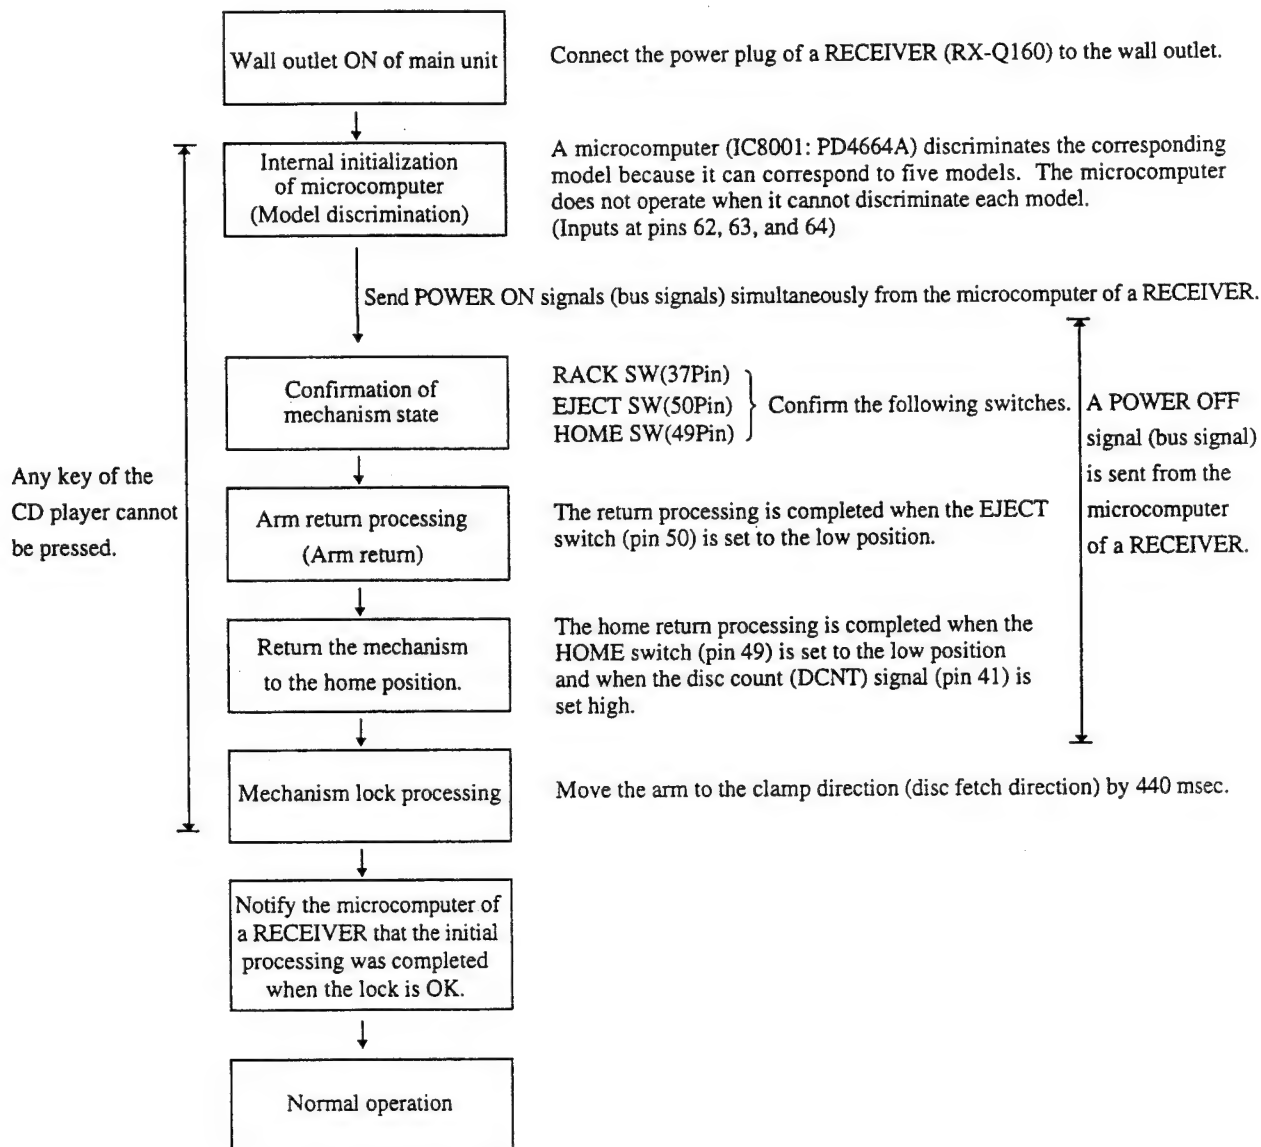 Wall outlet ON of main unit
Connect the power plug of a RECEIVER (RX-Q160) to the wall outlet.
Internal initialization
of microcomputer
(Model discrimination)
A microcomputer (IC8001: PD4664A) discriminates the corresponding
model because it can correspond to five models. The microcomputer
does not operate when it cannot discriminate each model.
(Inputs at pins 62, 63, and 64)
Send POWER ON signals (bus signals) simultaneously from the microcomputer of a RECEIVER.
Confirmation of
mechanism state
RACK SW(37Pin)
EJECT SW(50Pin)
HOME SW(49Pin)
Confirm the following switches.
A POWER OFF
signal (bus signal)
is sent from the
microcomputer
of a RECEIVER.
Any key of the
CD player cannot
be pressed.
Arm return processing
(Arm return)
The return processing is completed when the EJECT
switch (pin 50) is set to the low position.
Return the mechanism
to the home position.
The home return processing is completed when the
HOME switch (pin 49) is set to the low position
and when the disc count (DCNT) signal (pin 41) is
set high.
Mechanism lock processing
Move the arm to the clamp direction (disc fetch direction) by 440 msec.
Notify the microcomputer of
a RECEIVER that the initial
processing was completed
when the lock is OK.
Normal operation